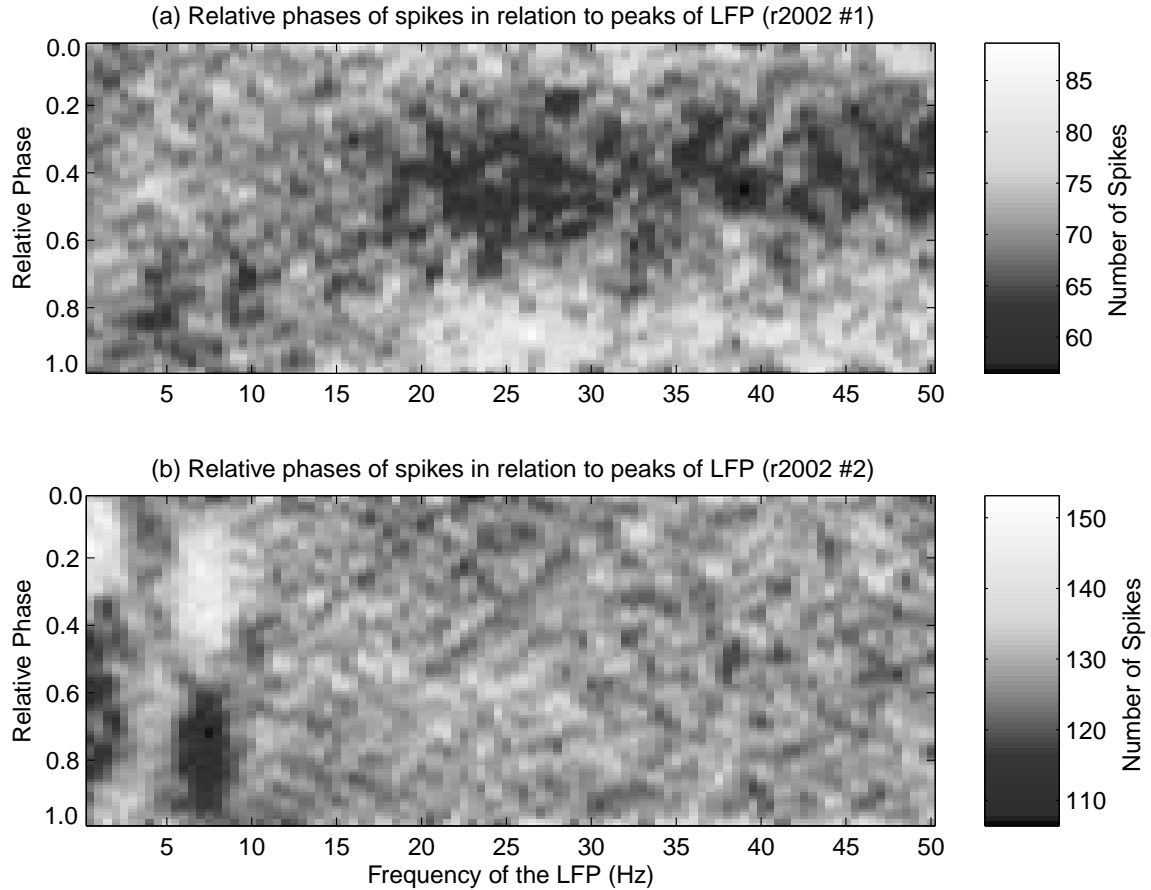 (a) Relative phases of spikes in relation to peaks of LFP (r2002 #1)
0.0
0.2
0.4
0.6
0.8
1.0
Relative Phase
5 10 15 20 25 30 35 40 45 50
85
80
75
70
65
60
Number of Spikes
(b) Relative phases of spikes in relation to peaks of LFP (r2002 #2)
0.0
0.2
0.4
0.6
0.8
1.0
Relative Phase
5 10 15 20 25 30 35 40 45 50
Frequency of the LFP (Hz)
150
140
130
120
110
Number of Spikes